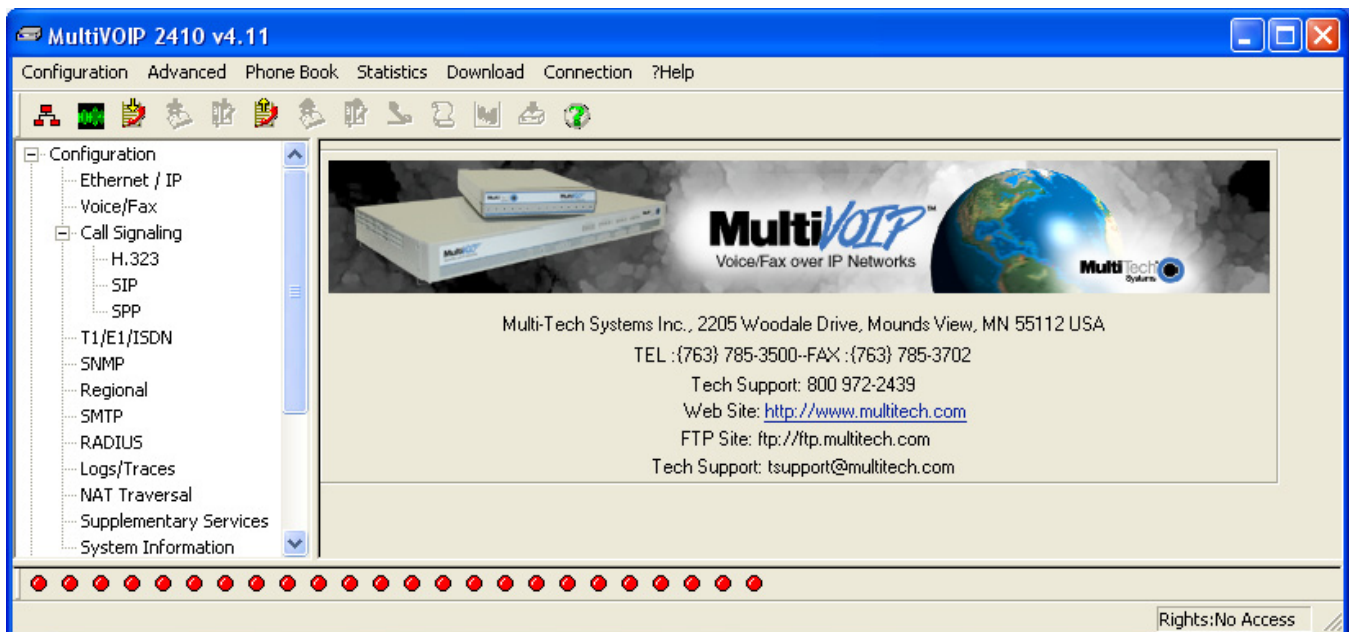 MultiVOIP 2410 v4.11
Configuration Advanced Phone Book Statistics Download Connection ?Help
Configuration
Ethernet / IP
Voice/Fax
Call Signaling
H.323
SIP
SPP
T1/E1/ISDN
SNMP
Regional
SMTP
RADIUS
Logs/Traces
NAT Traversal
Supplementary Services
System Information
MultiVOIP™
Voice/Fax over IP Networks
MultiTech
Systems
Multi-Tech Systems Inc., 2205 Woodale Drive, Mounds View, MN 55112 USA
TEL :{763} 785-3500--FAX :{763} 785-3702
Tech Support: 800 972-2439
Web Site: http://www.multitech.com
FTP Site: ftp://ftp.multitech.com
Tech Support: tsupport@multitech.com
Rights:No Access